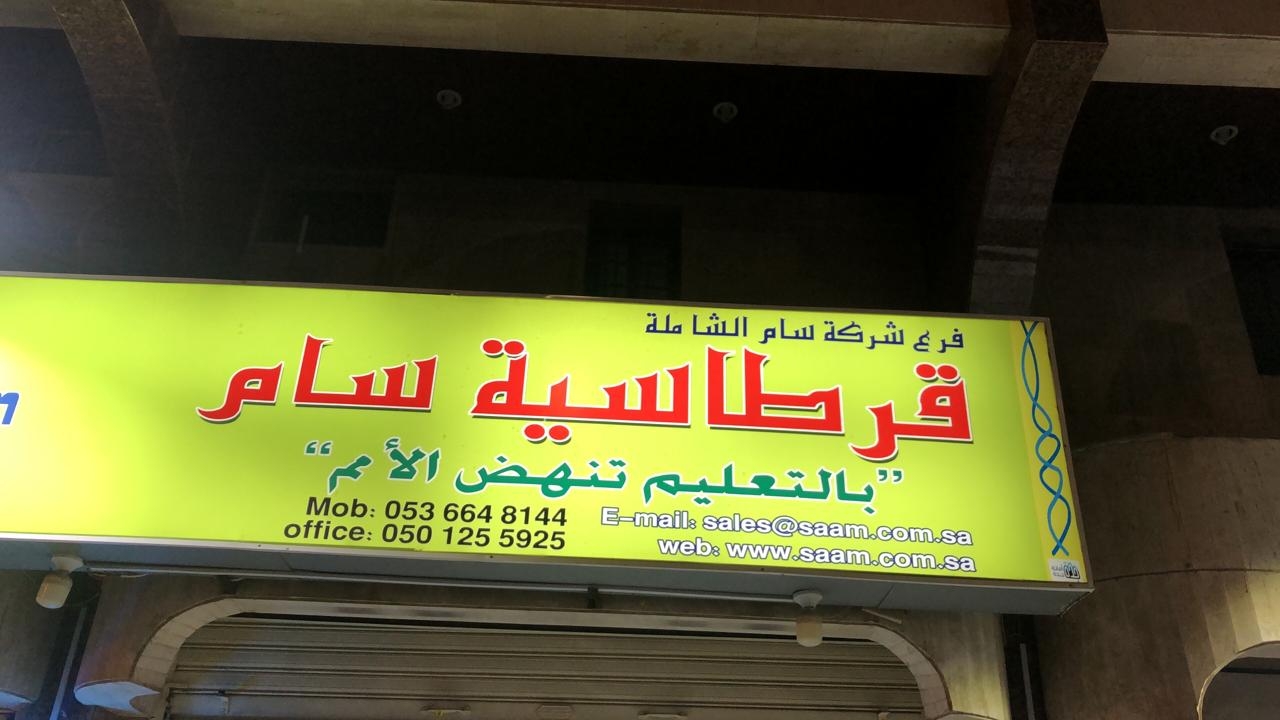 فرع شركة سام الشاملة
قرطاسية سام
”بالتعليم تنهض الأمم“
Mob: 053 664 8144
office: 050 125 5925
E-mail: sales@saam.com.sa
web: www.saam.com.sa